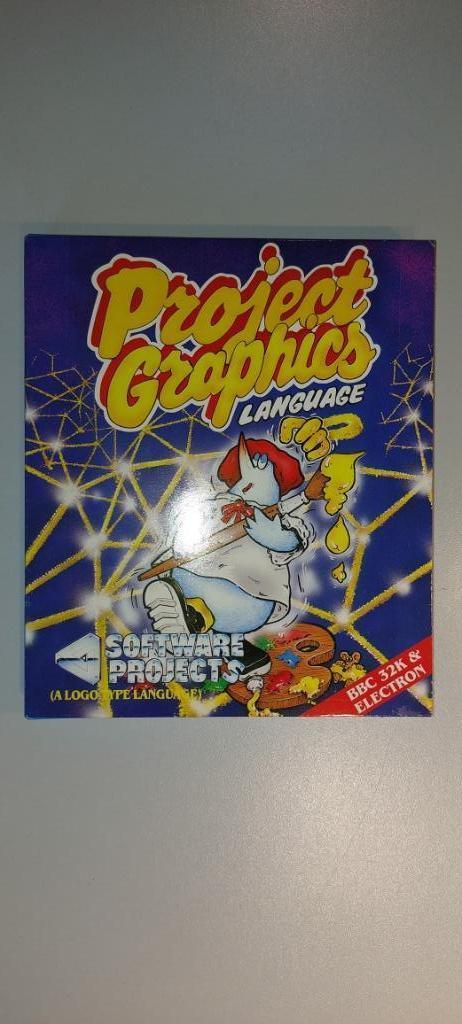 Project
Graphics
LANGUAGE
SOFTWARE
PROJECTS
(A LOGO TYPE LANGUAGE)
BBC 32K &
ELECTRON